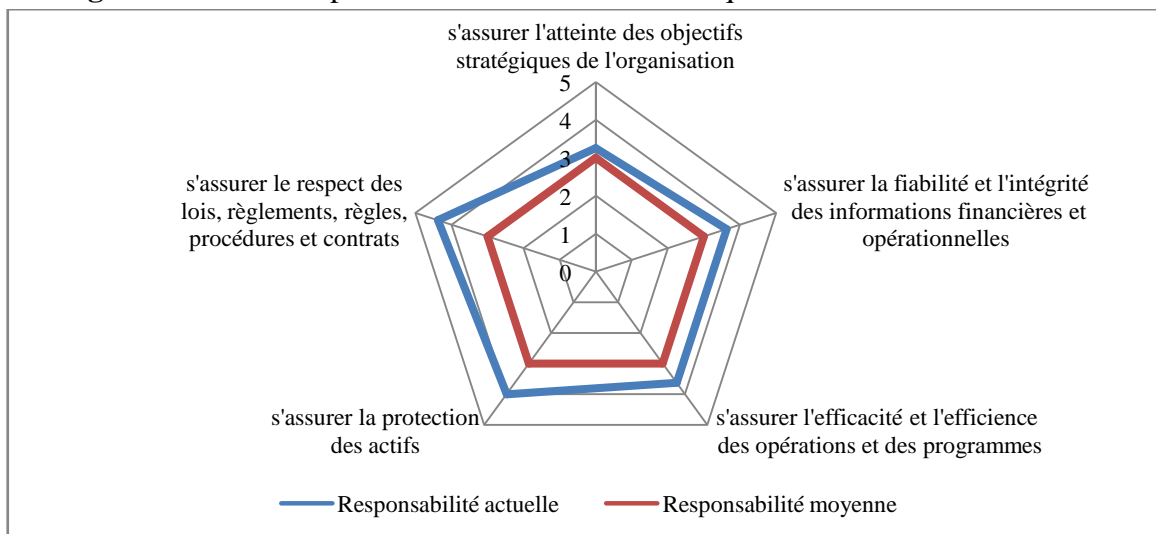 s'assurer l'atteinte des objectifs
stratégiques de l'organisation
5
4
3
2
1
0
s'assurer le respect des
lois, règlements, règles,
procédures et contrats
s'assurer la fiabilité et l'intégrité
des informations financières et
opérationnelles
s'assurer la protection
des actifs
s'assurer l'efficacité et l'efficience
des opérations et des programmes
Responsabilité actuelle
Responsabilité moyenne